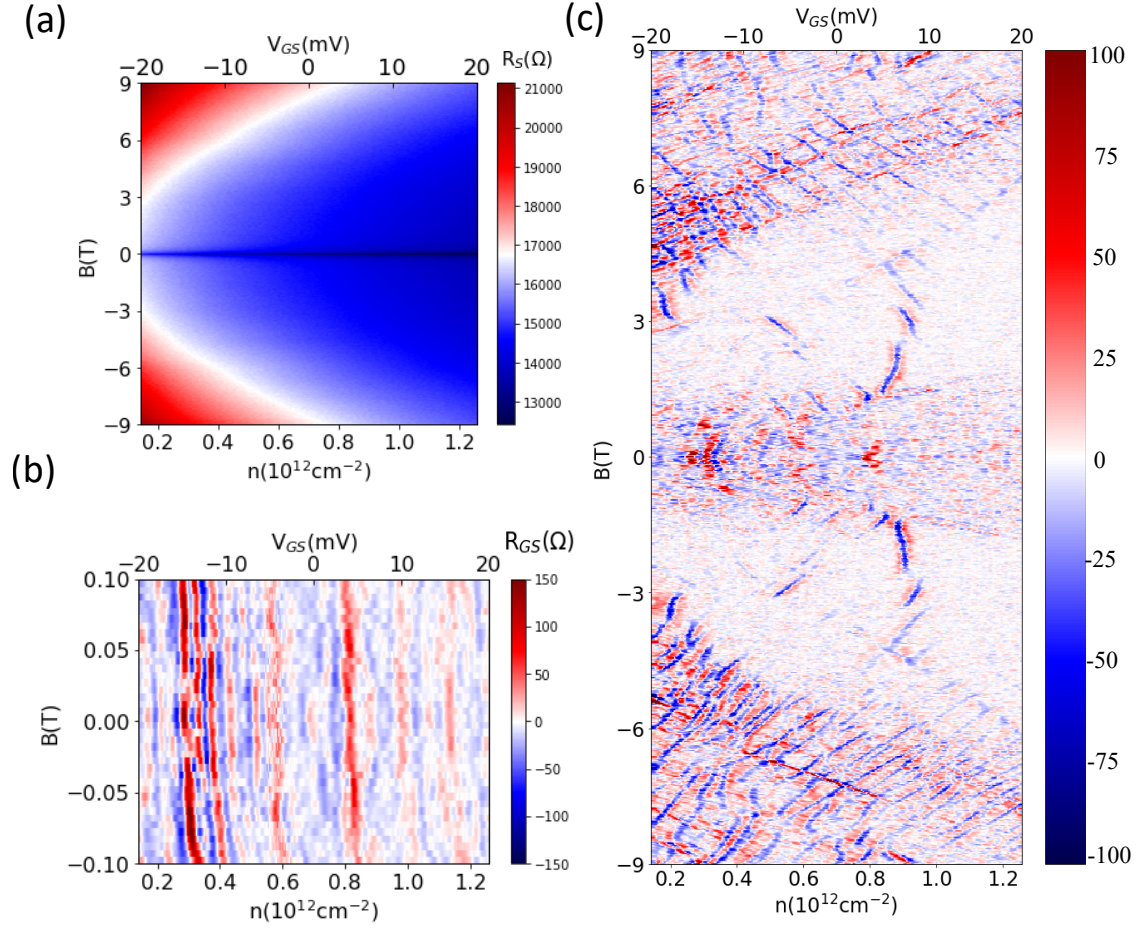 (a)
V_GS(mV)
−20 −10 0 10 20
R_S(Ω)
9
6
3
0
−3
−6
−9
B(T)
21000
20000
19000
18000
17000
16000
15000
14000
13000
0.2 0.4 0.6 0.8 1.0 1.2
n(10^12cm^−2)
(b)
V_GS(mV)
−20 −10 0 10 20
R_GS(Ω)
0.10
0.05
0.00
−0.05
−0.10
B(T)
150
100
50
0
−50
−100
−150
0.2 0.4 0.6 0.8 1.0 1.2
n(10^12cm^−2)
(c)
V_GS(mV)
−20 −10 0 10 20
9
6
3
0
−3
−6
−9
B(T)
100
75
50
25
0
-25
-50
-75
-100
0.2 0.4 0.6 0.8 1.0 1.2
n(10^12cm^−2)